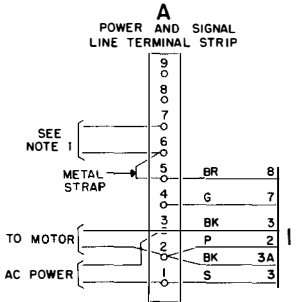 A
POWER AND SIGNAL
LINE TERMINAL STRIP
9
8
7
SEE
NOTE 1
6
METAL
STRAP
5 BR 8
4 G 7
3 BK 3
TO MOTOR
P 2
2
BK 3A
AC POWER
1 S 3